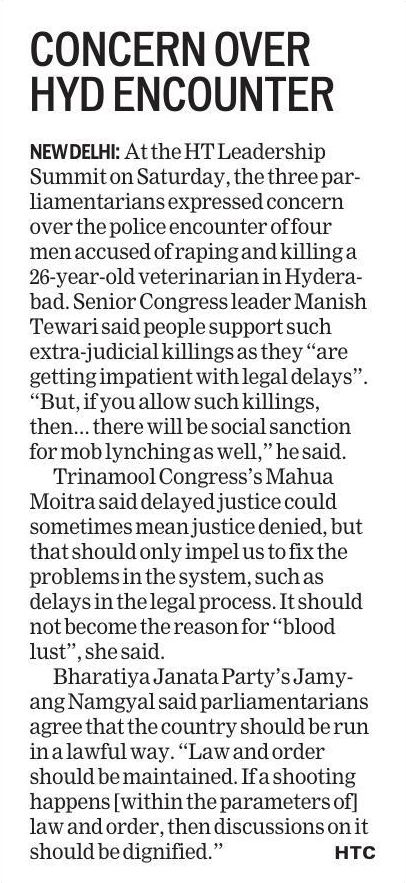 CONCERN OVER
HYD ENCOUNTER
NEW DELHI: At the HT Leadership
Summit on Saturday, the three par-
liamentarians expressed concern
over the police encounter of four
men accused of raping and killing a
26-year-old veterinarian in Hydera-
bad. Senior Congress leader Manish
Tewari said people support such
extra-judicial killings as they “are
getting impatient with legal delays”.
“But, if you allow such killings,
then... there will be social sanction
for mob lynching as well,” he said.
Trinamool Congress’s Mahua
Moitra said delayed justice could
sometimes mean justice denied, but
that should only impel us to fix the
problems in the system, such as
delays in the legal process. It should
not become the reason for “blood
lust”, she said.
Bharatiya Janata Party’s Jamy-
ang Namgyal said parliamentarians
agree that the country should be run
in a lawful way. “Law and order
should be maintained. If a shooting
happens [within the parameters of]
law and order, then discussions on it
should be dignified.” HTC